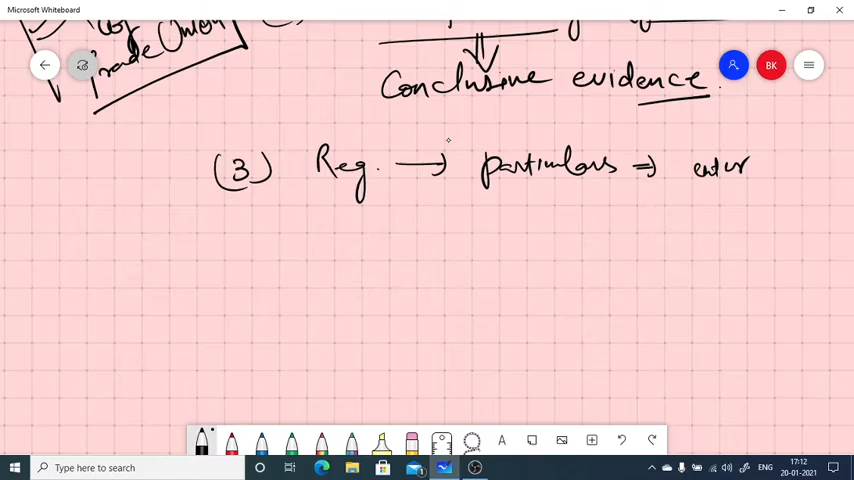 Microsoft Whiteboard
Trade Union
Conclusive evidence.
(3) Reg. → particulars ⇒ enter
BK
Type here to search
ENG
17:12
20-01-2021